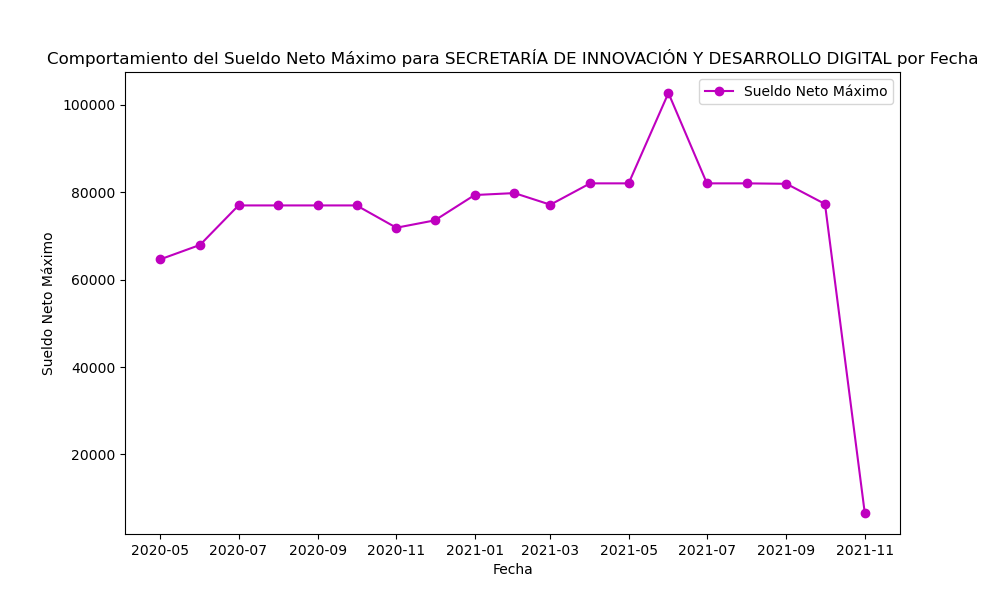 Comportamiento del Sueldo Neto Máximo para SECRETARÍA DE INNOVACIÓN Y DESARROLLO DIGITAL por Fecha
Sueldo Neto Máximo
100000
80000
60000
40000
20000
Sueldo Neto Máximo
2020-05 2020-07 2020-09 2020-11 2021-01 2021-03 2021-05 2021-07 2021-09 2021-11
Fecha